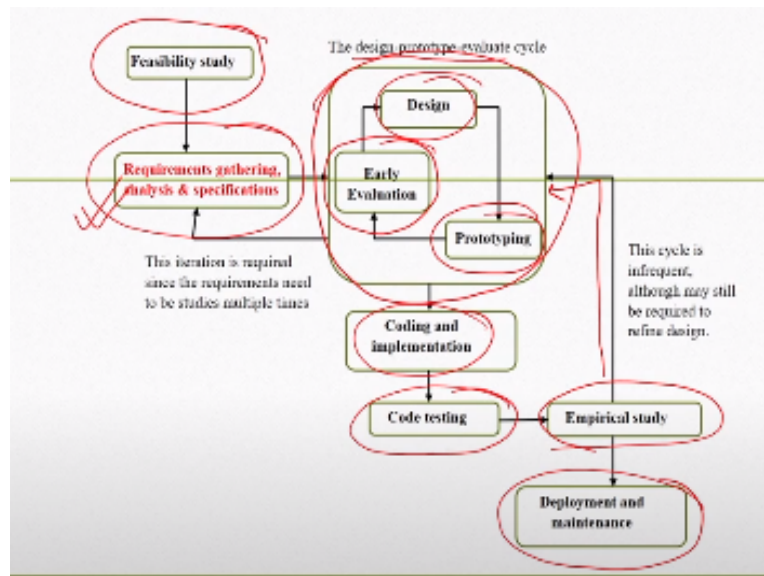 The design-prototype-evaluate cycle
Feasibility study
Design
Requirements gathering,
analysis & specifications
Early
Evaluation
Prototyping
This iteration is required
since the requirements need
to be studies multiple times
This cycle is
infrequent,
although may still
be required to
refine design.
Coding and
implementation
Code testing
Empirical study
Deployment and
maintenance